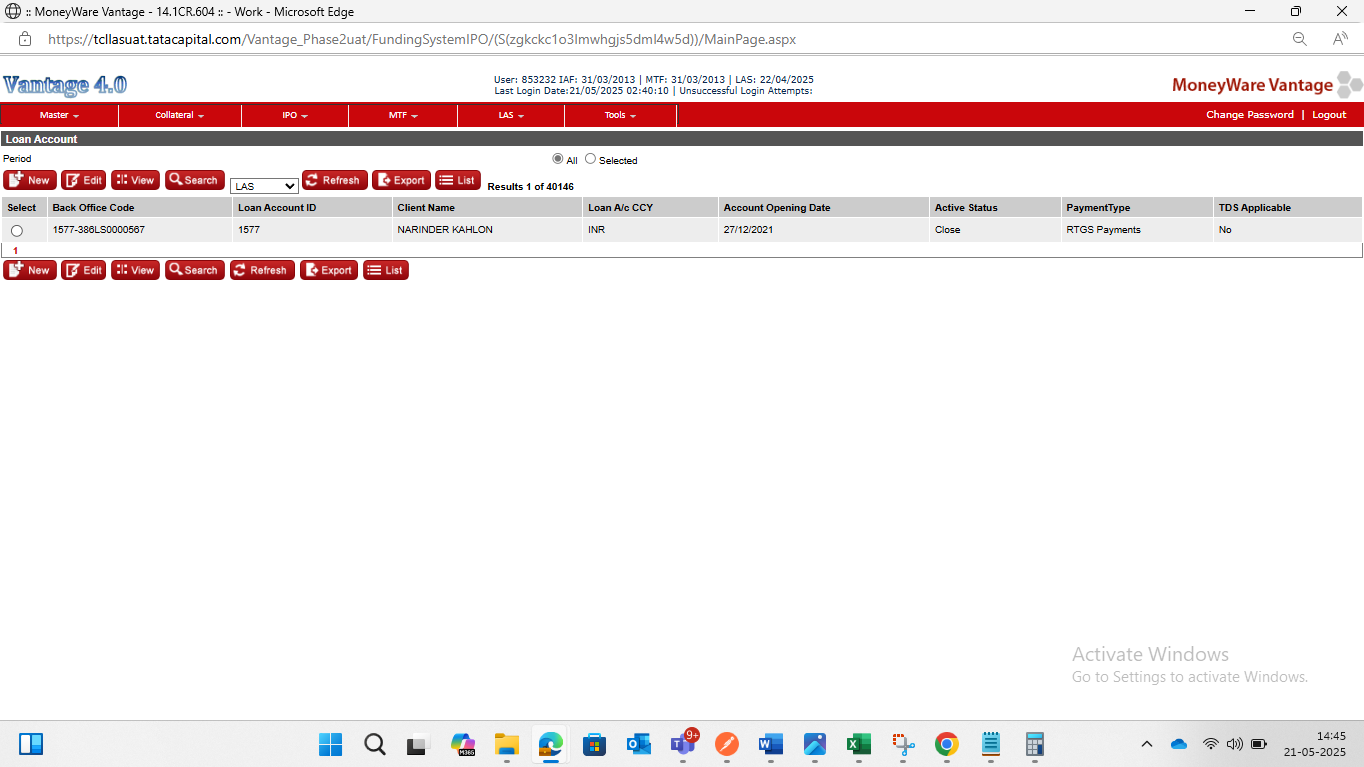 :: MoneyWare Vantage - 14.1CR.604 :: - Work - Microsoft Edge
https://tcllasuat.tatacapital.com/Vantage_Phase2uat/FundingSystemIPO/(S(zgkckc1o3lmwhgjs5dml4w5d))/MainPage.aspx
Vantage 4.0
User: 853232 IAF: 31/03/2013 | MTF: 31/03/2013 | LAS: 22/04/2025
Last Login Date:21/05/2025 02:40:10 | Unsuccessful Login Attempts:
MoneyWare Vantage
Master Collateral IPO MTF LAS Tools Change Password | Logout
Loan Account
Period All Selected
New Edit View Search LAS Refresh Export List Results 1 of 40146
Select Back Office Code Loan Account ID Client Name Loan A/c CCY Account Opening Date Active Status PaymentType TDS Applicable
1577-386LS0000567 1577 NARINDER KAHLON INR 27/12/2021 Close RTGS Payments No
1
New Edit View Search Refresh Export List
Activate Windows
Go to Settings to activate Windows.
M365
9+
14:45
21-05-2025